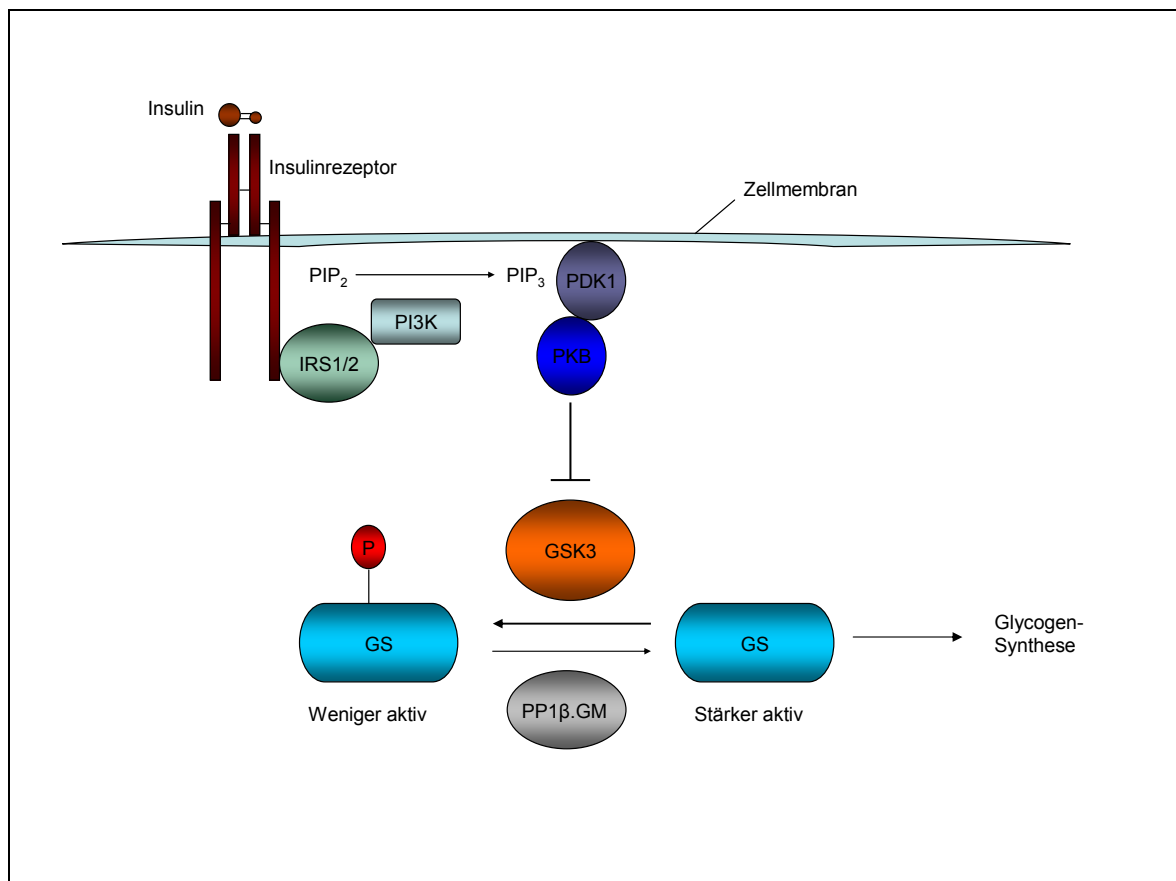 Insulin
Insulinrezeptor
Zellmembran
PIP2
PIP3
PDK1
PI3K
PKB
IRS1/2
P
GSK3
GS
GS
Glycogen-
Synthese
Weniger aktiv
PP1β.GM
Stärker aktiv